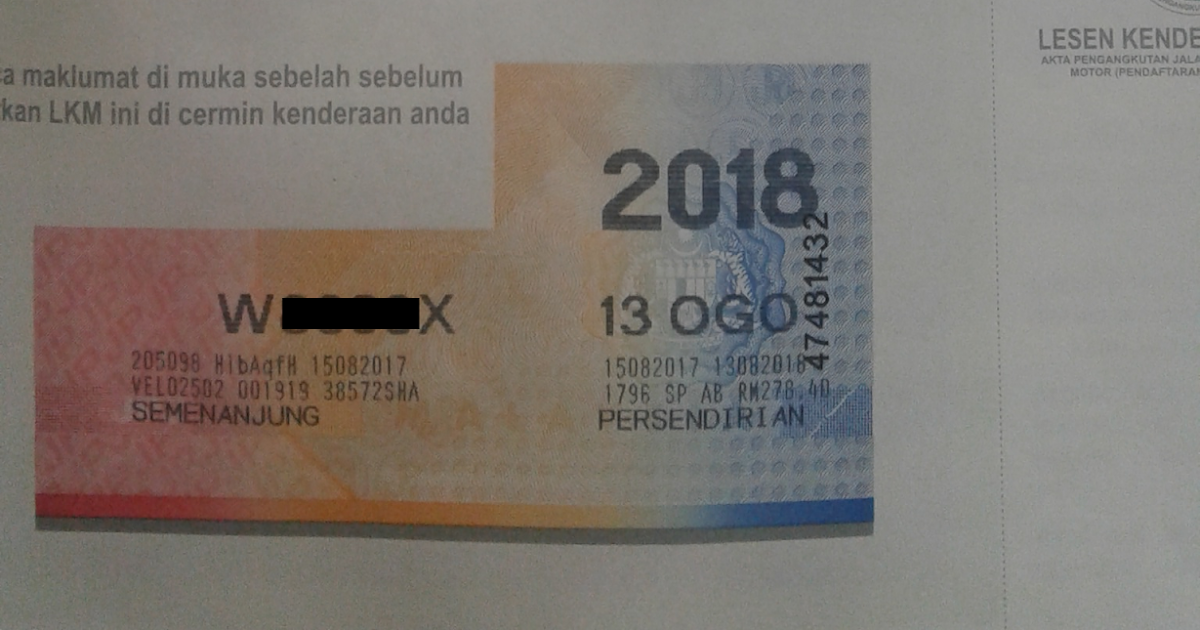 sa maklumat di muka sebelah sebelum
kan LKM ini di cermin kenderaan anda
LESEN KENDE
AKTA PENGANGKUTAN JALA
MOTOR (PENDAFTARAN
2018
47481432
W X
13 OGO
205098 HibAqfH 15082017
15082017 13082018
VEL02502 001919 38572SHA
1796 SP AB RM278.40
SEMENANJUNG
PERSENDIRIAN